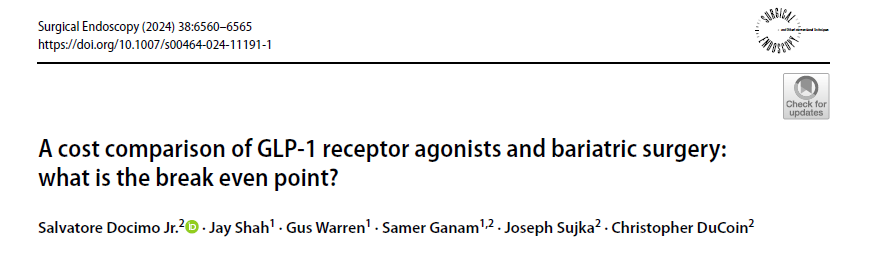 Surgical Endoscopy (2024) 38:6560–6565
https://doi.org/10.1007/s00464-024-11191-1
SURGICAL
ENDOSCOPY
Check for
updates
A cost comparison of GLP-1 receptor agonists and bariatric surgery:
what is the break even point?
Salvatore Docimo Jr.2 · Jay Shah1 · Gus Warren1 · Samer Ganam1,2 · Joseph Sujka2 · Christopher DuCoin2